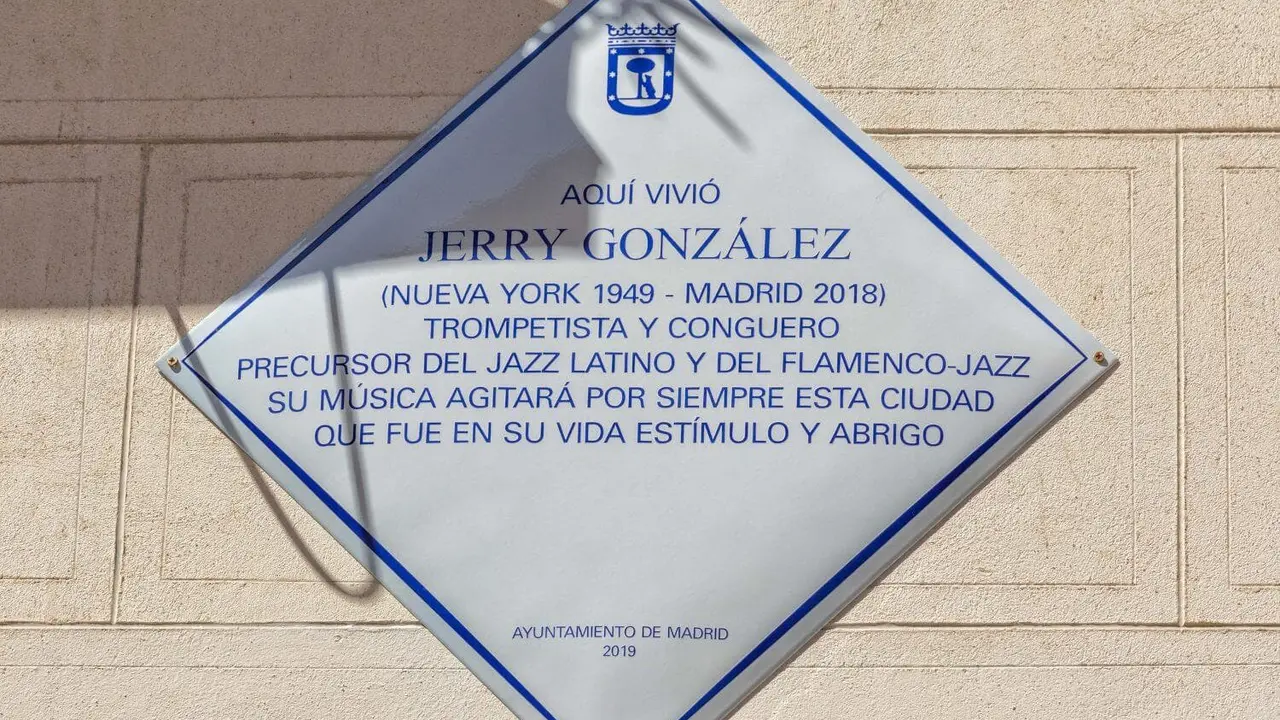 AQUÍ VIVIÓ
JERRY GONZÁLEZ
(NUEVA YORK 1949 - MADRID 2018)
TROMPETISTA Y CONGUERO
PRECURSOR DEL JAZZ LATINO Y DEL FLAMENCO-JAZZ
SU MÚSICA AGITARÁ POR SIEMPRE ESTA CIUDAD
QUE FUE EN SU VIDA ESTÍMULO Y ABRIGO
AYUNTAMIENTO DE MADRID
2019